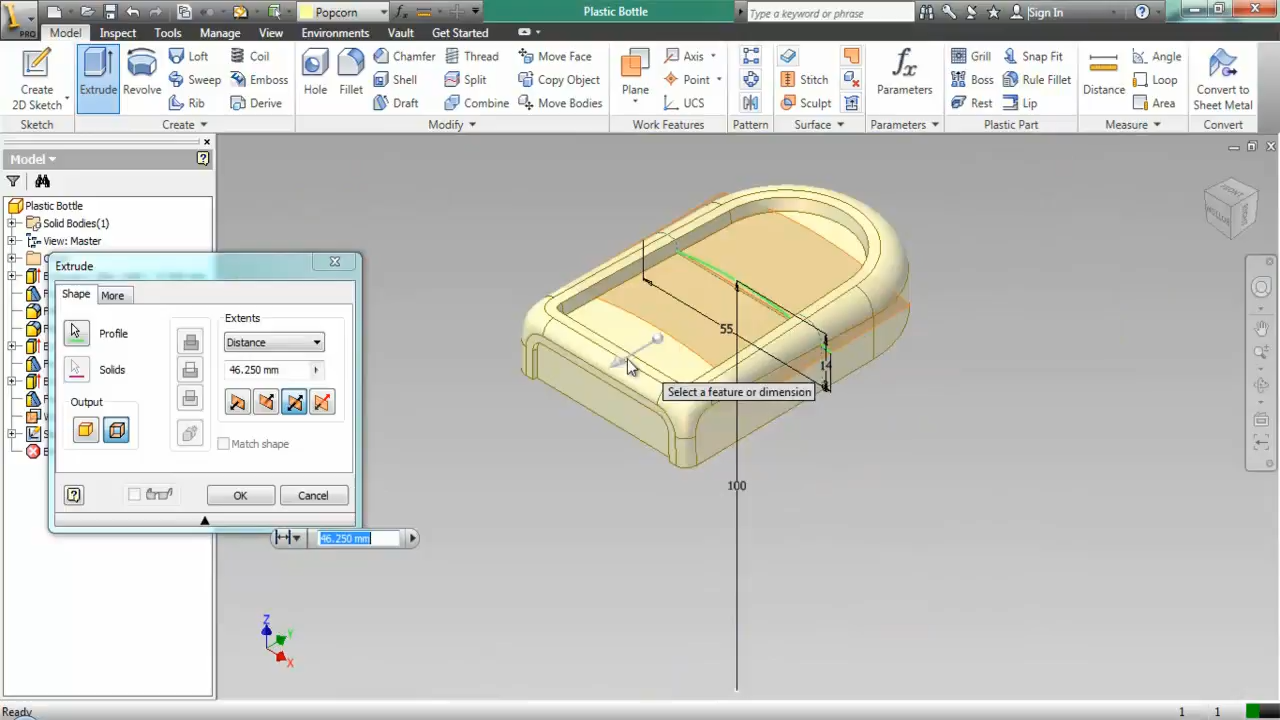 PRO
Popcorn
Plastic Bottle
Type a keyword or phrase
Sign In
Model Inspect Tools Manage View Environments Vault Get Started
Create
2D Sketch
Sketch
Extrude
Revolve
Loft
Sweep
Rib
Coil
Emboss
Derive
Create
Hole
Fillet
Chamfer
Shell
Draft
Thread
Split
Combine
Move Face
Copy Object
Move Bodies
Modify
Plane
Axis
Point
UCS
Work Features
Pattern
Stitch
Sculpt
Surface
Parameters
Parameters
Grill
Boss
Rest
Snap Fit
Rule Fillet
Lip
Plastic Part
Distance
Angle
Loop
Area
Measure
Convert to
Sheet Metal
Convert
Model
Plastic Bottle
Solid Bodies(1)
View: Master
Extrude
Shape More
Profile
Solids
Output
Extents
Distance
46.250 mm
Match shape
OK
Cancel
46.250 mm
55
14
100
Select a feature or dimension
FRONT
Z
Y
X
Ready
1 1